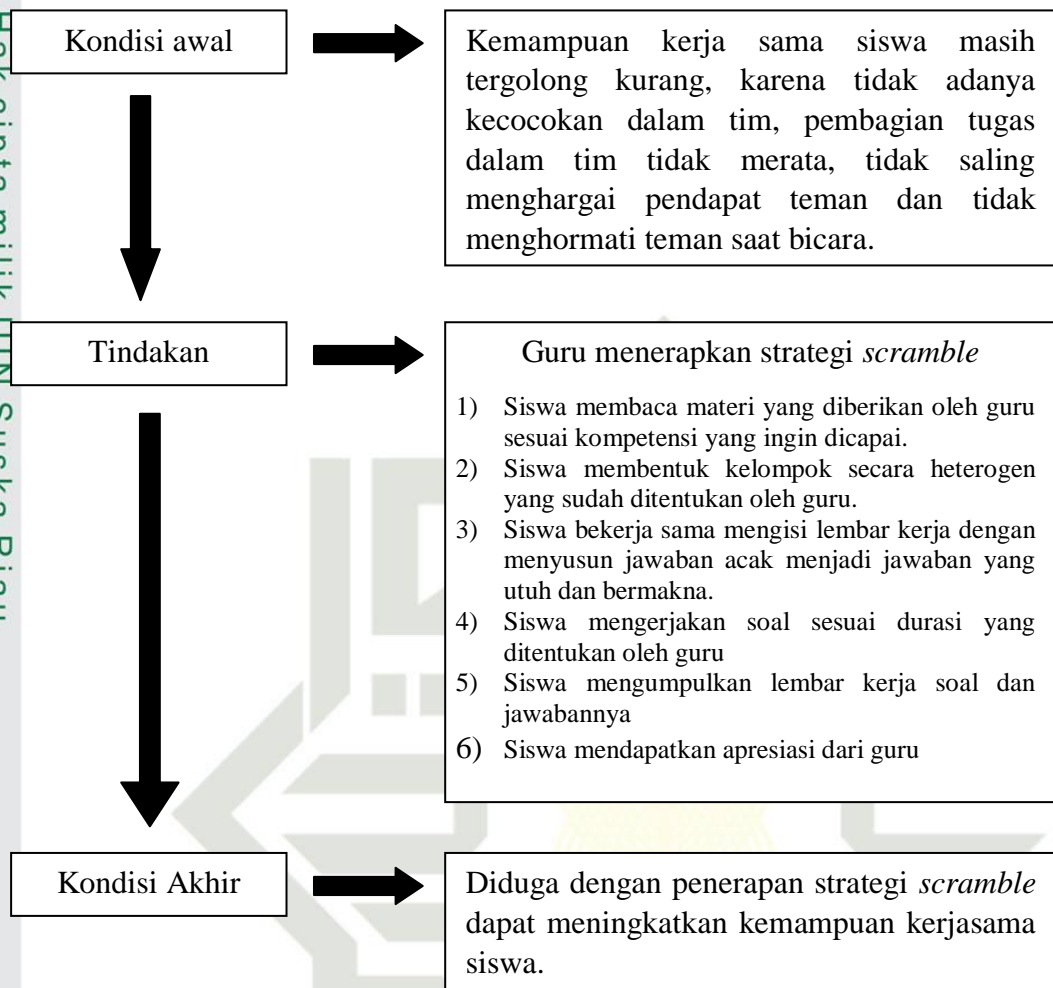 Kondisi awal
Kemampuan kerja sama siswa masih
tergolong kurang, karena tidak adanya
kecocokan dalam tim, pembagian tugas
dalam tim tidak merata, tidak saling
menghargai pendapat teman dan tidak
menghormati teman saat bicara.
Tindakan
Guru menerapkan strategi scramble
1) Siswa membaca materi yang diberikan oleh guru
sesuai kompetensi yang ingin dicapai.
2) Siswa membentuk kelompok secara heterogen
yang sudah ditentukan oleh guru.
3) Siswa bekerja sama mengisi lembar kerja dengan
menyusun jawaban acak menjadi jawaban yang
utuh dan bermakna.
4) Siswa mengerjakan soal sesuai durasi yang
ditentukan oleh guru
5) Siswa mengumpulkan lembar kerja soal dan
jawabannya
6) Siswa mendapatkan apresiasi dari guru
Kondisi Akhir
Diduga dengan penerapan strategi scramble
dapat meningkatkan kemampuan kerjasama
siswa.
Hak cipta milik UIN Suska Riau